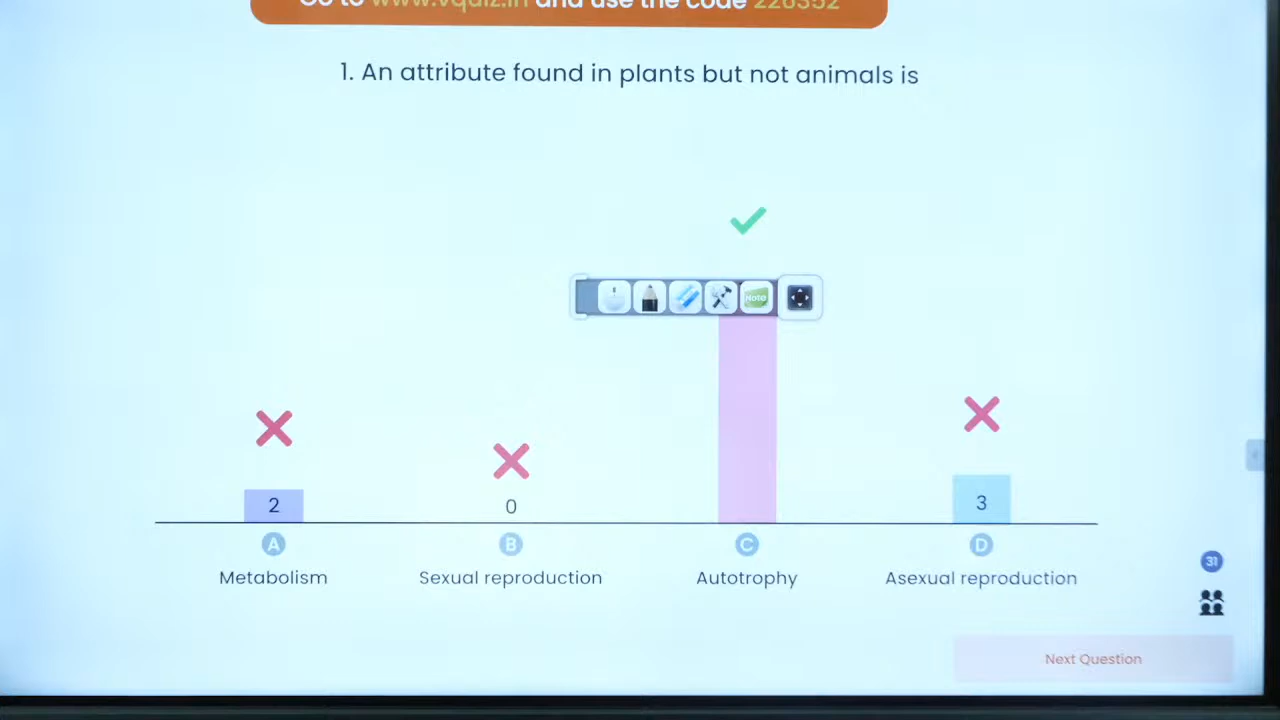 Go to www.vquiz.in and use the code 226352
1. An attribute found in plants but not animals is
Note
2
0
3
A
B
C
D
Metabolism
Sexual reproduction
Autotrophy
Asexual reproduction
31
Next Question